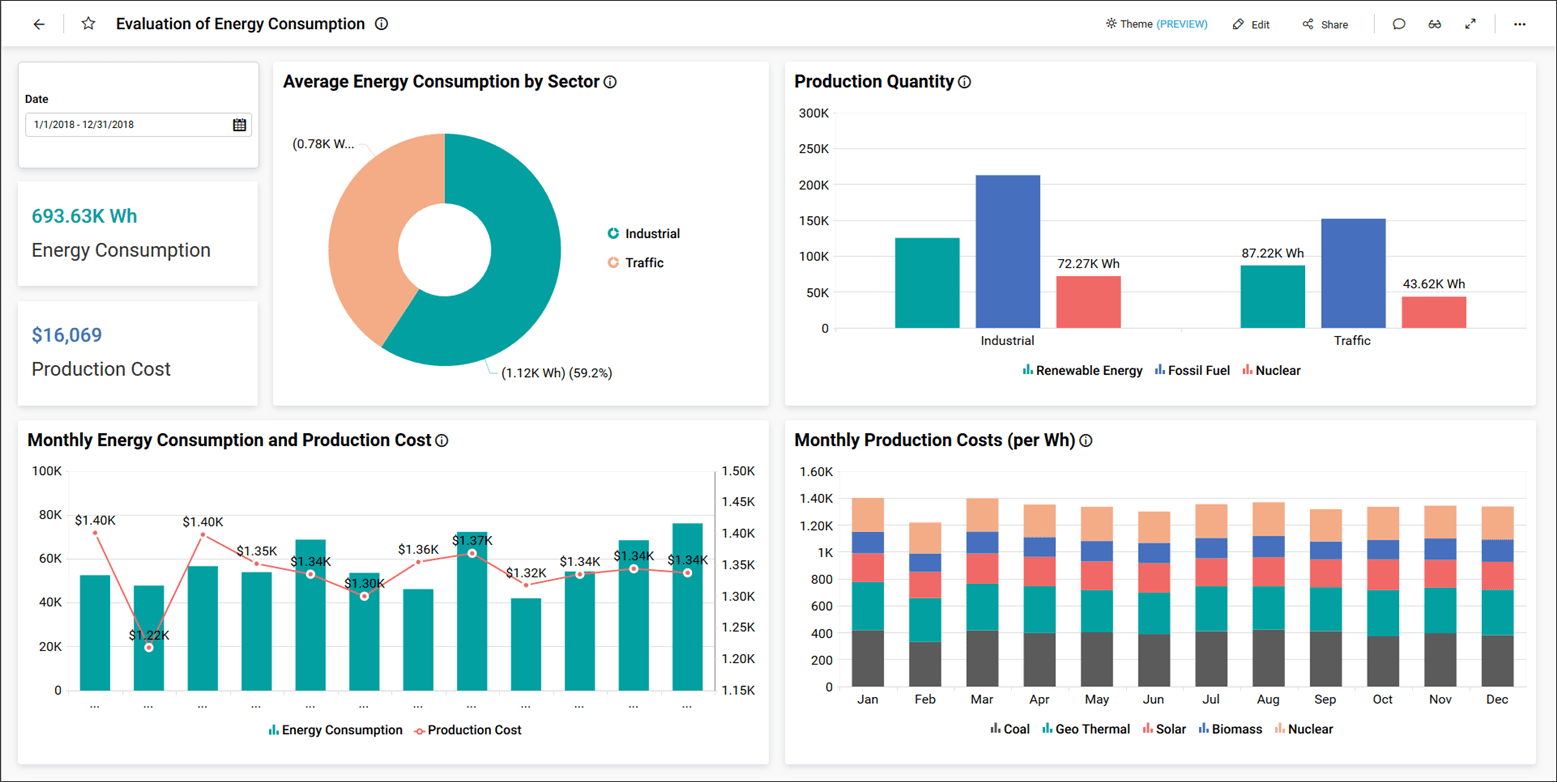 Evaluation of Energy Consumption
Theme (PREVIEW)
Edit
Share
Date
1/1/2018 - 12/31/2018
693.63K Wh
Energy Consumption
$16,069
Production Cost
Average Energy Consumption by Sector
(0.78K W...
(1.12K Wh) (59.2%)
Industrial
Traffic
Production Quantity
300K
250K
200K
150K
100K
50K
0
72.27K Wh
87.22K Wh
43.62K Wh
Industrial
Traffic
Renewable Energy Fossil Fuel Nuclear
Monthly Energy Consumption and Production Cost
100K
80K
60K
40K
20K
0
$1.40K
$1.22K
$1.40K
$1.35K
$1.34K
$1.30K
$1.36K
$1.37K
$1.32K
$1.34K
$1.34K
$1.34K
1.50K
1.45K
1.40K
1.35K
1.30K
1.25K
1.20K
1.15K
... ... ... ... ... ... ... ... ... ... ... ...
Energy Consumption Production Cost
Monthly Production Costs (per Wh)
1.60K
1.40K
1.20K
1K
800
600
400
200
0
Jan Feb Mar Apr May Jun Jul Aug Sep Oct Nov Dec
Coal Geo Thermal Solar Biomass Nuclear